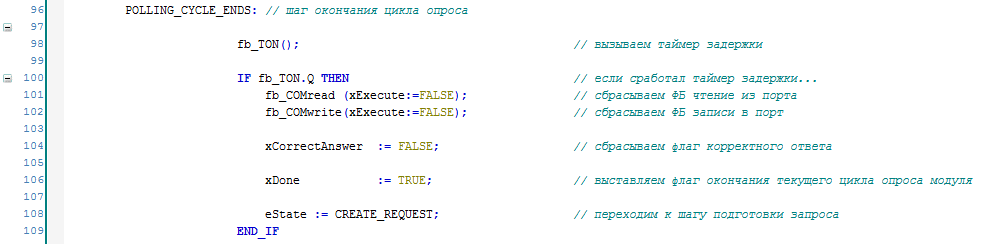 96 POLLING_CYCLE_ENDS: // шаг окончания цикла опроса
97
98 fb_TON(); // вызываем таймер задержки
99
100 IF fb_TON.Q THEN // если сработал таймер задержки...
101 fb_COMread (xExecute:=FALSE); // сбрасываем ФБ чтение из порта
102 fb_COMwrite(xExecute:=FALSE); // сбрасываем ФБ записи в порт
103
104 xCorrectAnswer := FALSE; // сбрасываем флаг корректного ответа
105
106 xDone := TRUE; // выставляем флаг окончания текущего цикла опроса модуля
107
108 eState := CREATE_REQUEST; // переходим к шагу подготовки запроса
109 END_IF